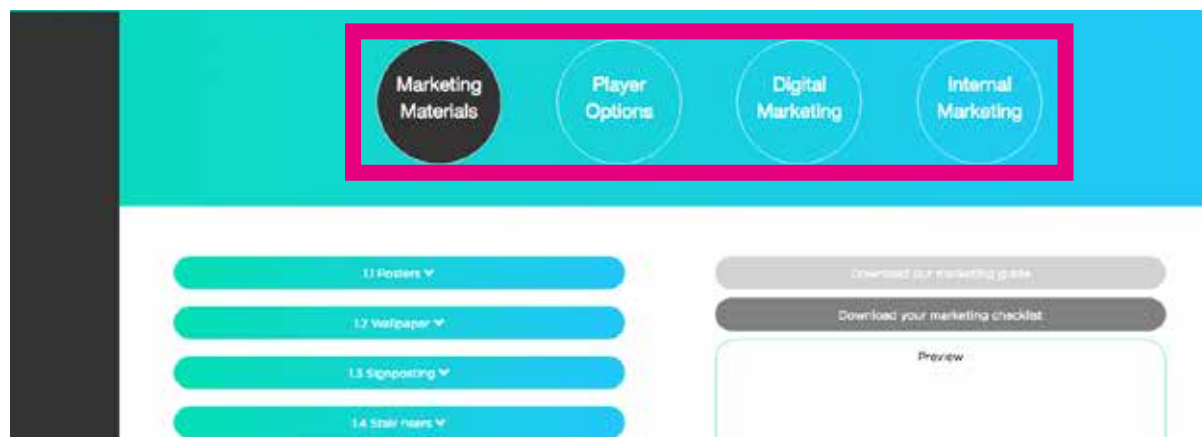 Marketing
Materials
Player
Options
Digital
Marketing
Internal
Marketing
1.1 Posters
1.2 Wallpaper
1.3 Signposting
1.4 Stair risers
Download our marketing guide
Download your marketing checklist
Preview